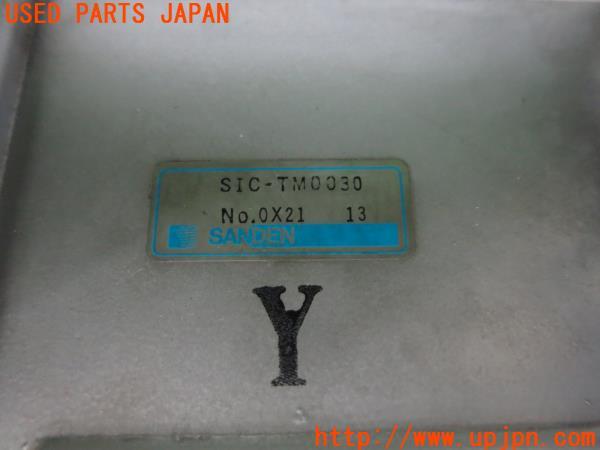 USED PARTS JAPAN
SIC-TM0030
No.0X21 13
SANDEN
Y
http://www.upjpn.com/